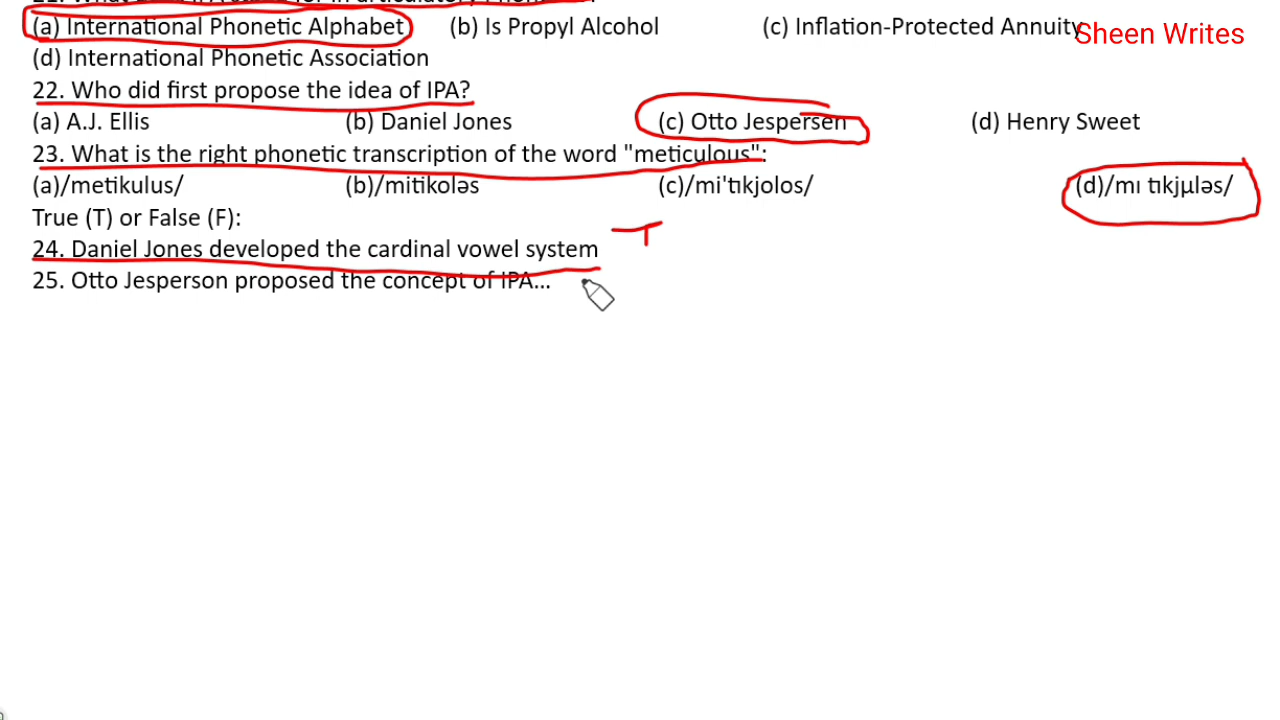 (a) International Phonetic Alphabet (b) Is Propyl Alcohol (c) Inflation-Protected Annuity Sheen Writes
(d) International Phonetic Association
22. Who did first propose the idea of IPA?
(a) A.J. Ellis (b) Daniel Jones (c) Otto Jespersen (d) Henry Sweet
23. What is the right phonetic transcription of the word "meticulous":
(a)/metikulus/ (b)/mitikoləs (c)/mi'tıkjolos/ (d)/mı tıkjμləs/
True (T) or False (F):
24. Daniel Jones developed the cardinal vowel system T
25. Otto Jesperson proposed the concept of IPA...